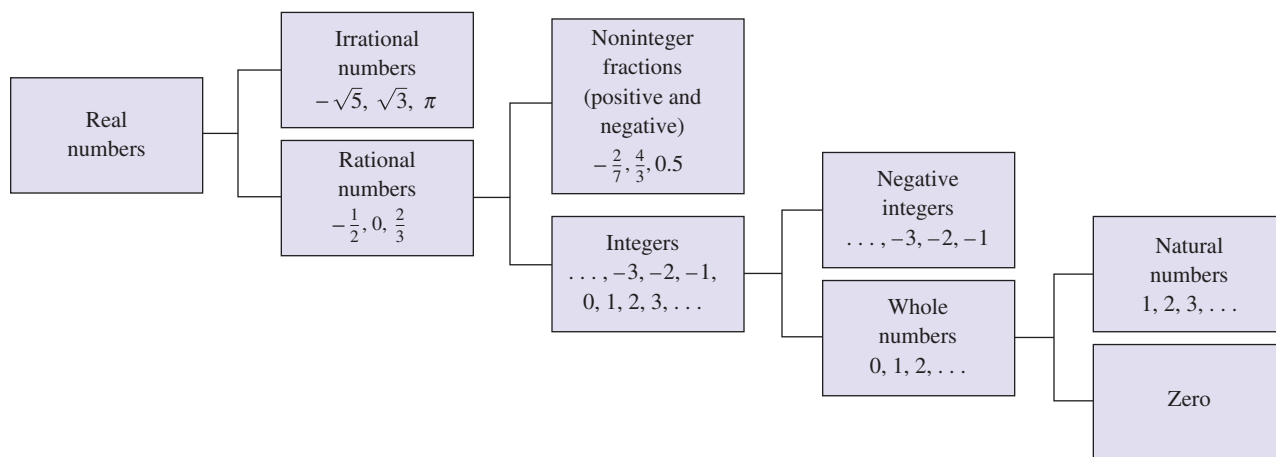 Real
numbers
Irrational
numbers
−√5, √3, π
Rational
numbers
−1/2, 0, 2/3
Noninteger
fractions
(positive and
negative)
−2/7, 4/3, 0.5
Integers
. . . , −3, −2, −1,
0, 1, 2, 3, . . .
Negative
integers
. . . , −3, −2, −1
Whole
numbers
0, 1, 2, . . .
Natural
numbers
1, 2, 3, . . .
Zero